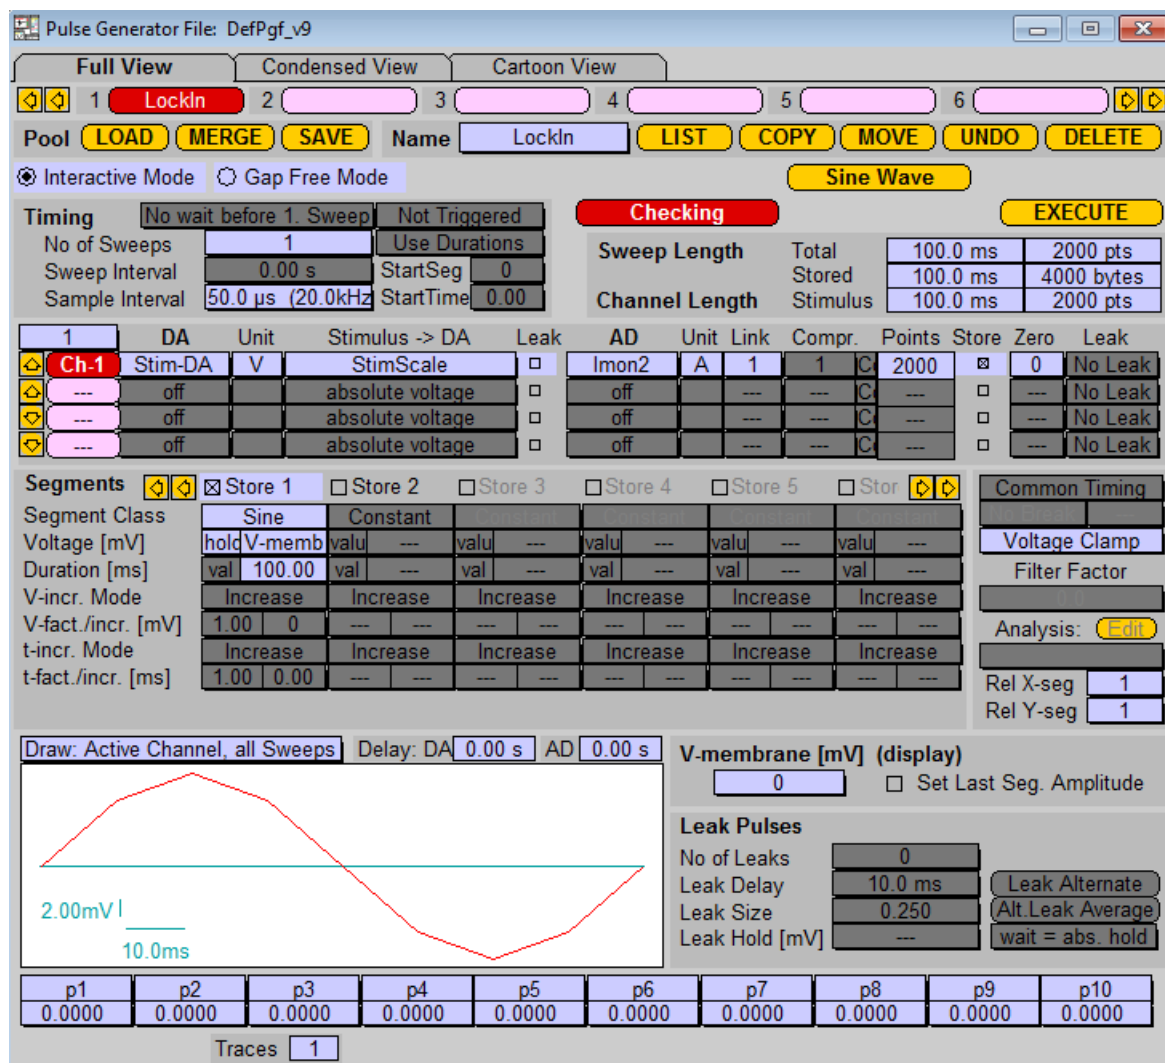 Pulse Generator File: DefPgf_v9
Full View Condensed View Cartoon View
1 LockIn 2 3 4 5 6
Pool LOAD MERGE SAVE Name LockIn LIST COPY MOVE UNDO DELETE
Interactive Mode Gap Free Mode Sine Wave
Timing No wait before 1. Sweep Not Triggered Checking EXECUTE
No of Sweeps 1 Use Durations Sweep Length Total 100.0 ms 2000 pts
Sweep Interval 0.00 s StartSeg 0 Stored 100.0 ms 4000 bytes
Sample Interval 50.0 µs (20.0kHz StartTime 0.00 Channel Length Stimulus 100.0 ms 2000 pts
1 DA Unit Stimulus -> DA Leak AD Unit Link Compr. Points Store Zero Leak
Ch-1 Stim-DA V StimScale Imon2 A 1 1 C 2000 0 No Leak
--- off absolute voltage off --- --- C --- --- No Leak
--- off absolute voltage off --- --- C --- --- No Leak
--- off absolute voltage off --- --- C --- --- No Leak
Segments Store 1 Store 2 Store 3 Store 4 Store 5 Stor Common Timing
Segment Class Sine Constant Constant Constant Constant Constant No Break ---
Voltage [mV] hold V-memb valu --- valu --- valu --- valu --- valu --- Voltage Clamp
Duration [ms] val 100.00 val --- val --- val --- val --- val --- Filter Factor
V-incr. Mode Increase Increase Increase Increase Increase Increase 0.0
V-fact./incr. [mV] 1.00 0 --- --- --- --- --- --- --- --- --- --- Analysis: Edit
t-incr. Mode Increase Increase Increase Increase Increase Increase
t-fact./incr. [ms] 1.00 0.00 --- --- --- --- --- --- --- --- --- --- Rel X-seg 1
Rel Y-seg 1
Draw: Active Channel, all Sweeps Delay: DA 0.00 s AD 0.00 s V-membrane [mV] (display)
0 Set Last Seg. Amplitude
Leak Pulses
No of Leaks 0
Leak Delay 10.0 ms Leak Alternate
2.00mV Leak Size 0.250 Alt.Leak Average
10.0ms Leak Hold [mV] --- wait = abs. hold
p1 p2 p3 p4 p5 p6 p7 p8 p9 p10
0.0000 0.0000 0.0000 0.0000 0.0000 0.0000 0.0000 0.0000 0.0000 0.0000
Traces 1